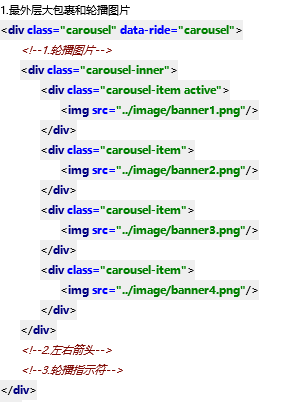 1.最外层大包裹和轮播图片
<div class="carousel" data-ride="carousel">
<!--1.轮播图片-->
<div class="carousel-inner">
<div class="carousel-item active">
<img src="../image/banner1.png"/>
</div>
<div class="carousel-item">
<img src="../image/banner2.png"/>
</div>
<div class="carousel-item">
<img src="../image/banner3.png"/>
</div>
<div class="carousel-item">
<img src="../image/banner4.png"/>
</div>
</div>
<!--2.左右箭头-->
<!--3.轮播指示符-->
</div>